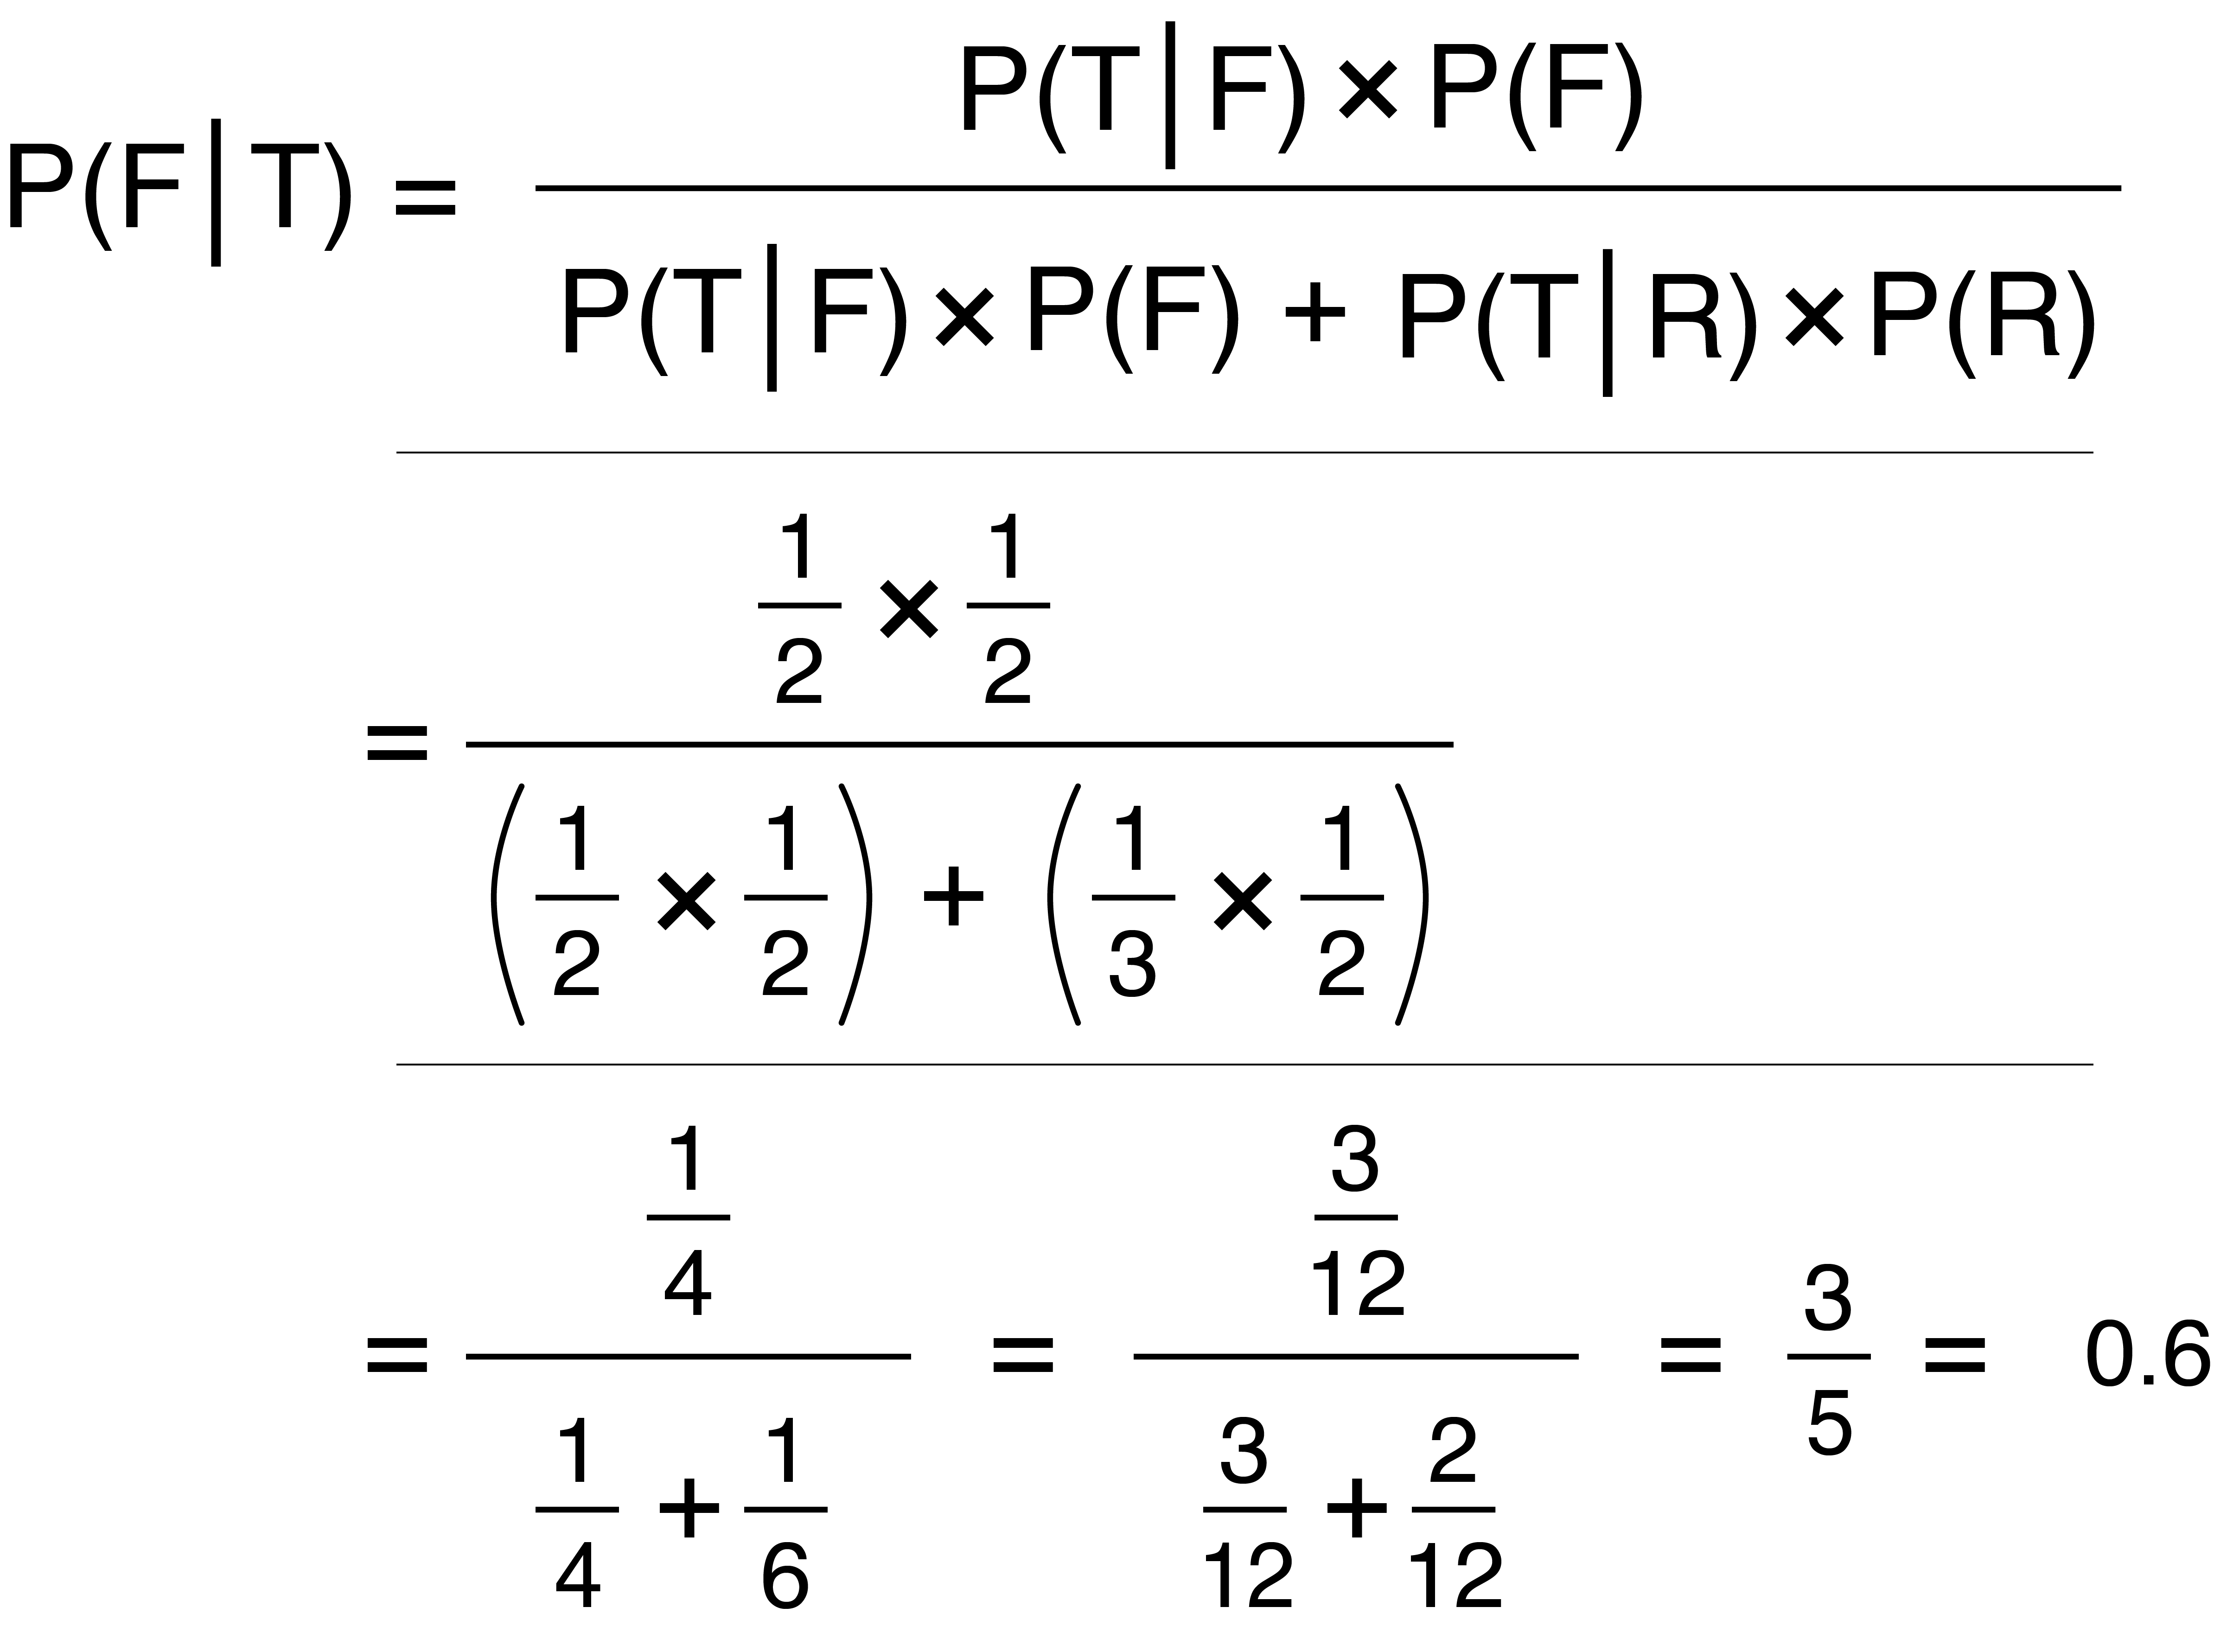 P(F|T) = P(T|F) × P(F)
P(T|F) × P(F) + P(T|R) × P(R)
1 1
× 
2 2
=
1 1 1 1
( × ) + ( × )
2 2 3 2
1 3
4 12 3
= = = = 0.6
5
1 1 3 2
+ +
4 6 12 12